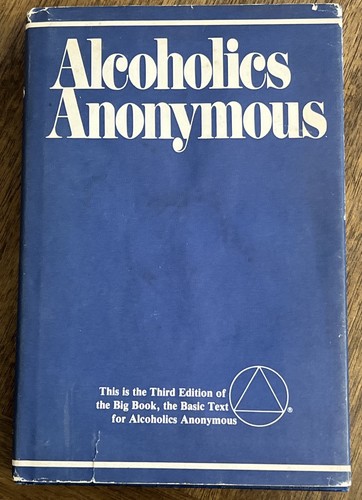 Alcoholics
Anonymous
This is the Third Edition of
the Big Book, the Basic Text
for Alcoholics Anonymous
®